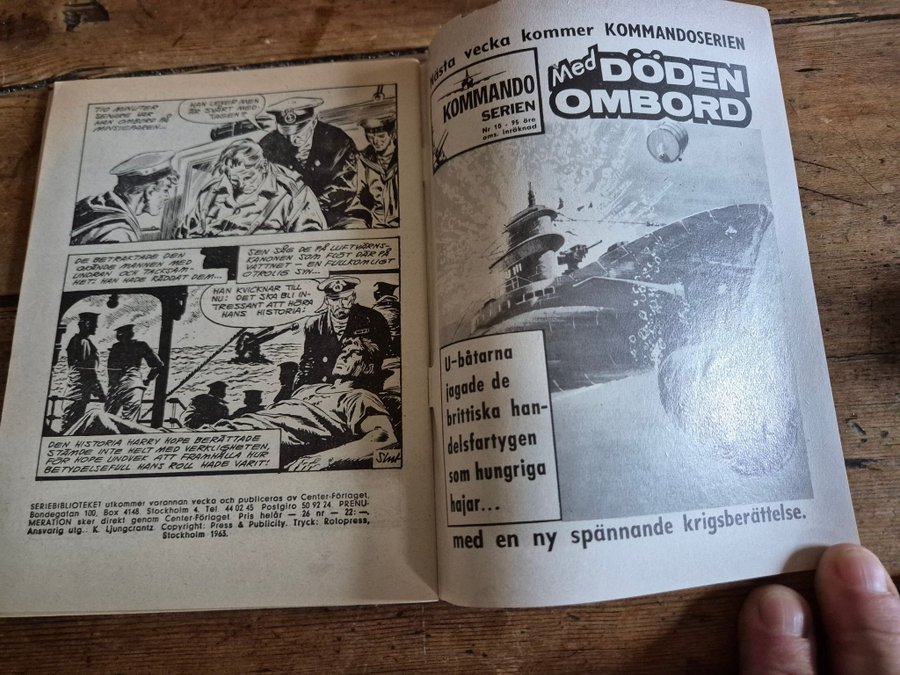 TIO MINUTER
SENARE VAR
HAN OMBORD PÅ
MINSVEPAREN...
HAN LEVER MEN
ÄR SVÅRT MED-
TAGEN!
DE BETRAKTADE DEN
OKÄNDE MANNEN MED
UNDRAN OCH TACKSAM-
HET: HAN HADE RÄDDAT DEM...
SEN SÅG DE PÅ LUFTVÄRNS-
KANONEN SOM FLÖT DÄR PÅ
VATTNET – EN FULLKOMLIGT
OTROLIG SYN...
HAN KVICKNAR TILL
NU: DET SKA BLI IN-
TRESSANT ATT HÖRA
HANS HISTORIA:
DEN HISTORIA HARRY HOPE BERÄTTADE
STÄMDE INTE HELT MED VERKLIGHETEN,
FÖR HOPE UNDVEK ATT FRAMHÅLLA HUR
BETYDELSEFULL HANS ROLL HADE VARIT!
Slut
SERIEBIBLIOTEKET utkommer varannan vecka och publiceras av Center-Förlaget,
Bondegatan 100, Box 4148, Stockholm 4. Tel 44 02 45 Postgiro 50 92 24. PRENU-
MERATION sker direkt genom Center-Förlaget. Pris helår — 26 nr — 22:—.
Ansvarig utg.: K. Ljungcrantz Copyright: Press & Publicity. Tryck: Rotopress,
Stockholm 1963.
Nästa vecka kommer KOMMANDOSERIEN
KOMMANDO
SERIEN
Nr 18 - 95 öre
oms. inräknad
Med DÖDEN
OMBORD
U-båtarna
jagade de
brittiska han-
delsfartygen
som hungriga
hajar...
med en ny spännande krigsberättelse.